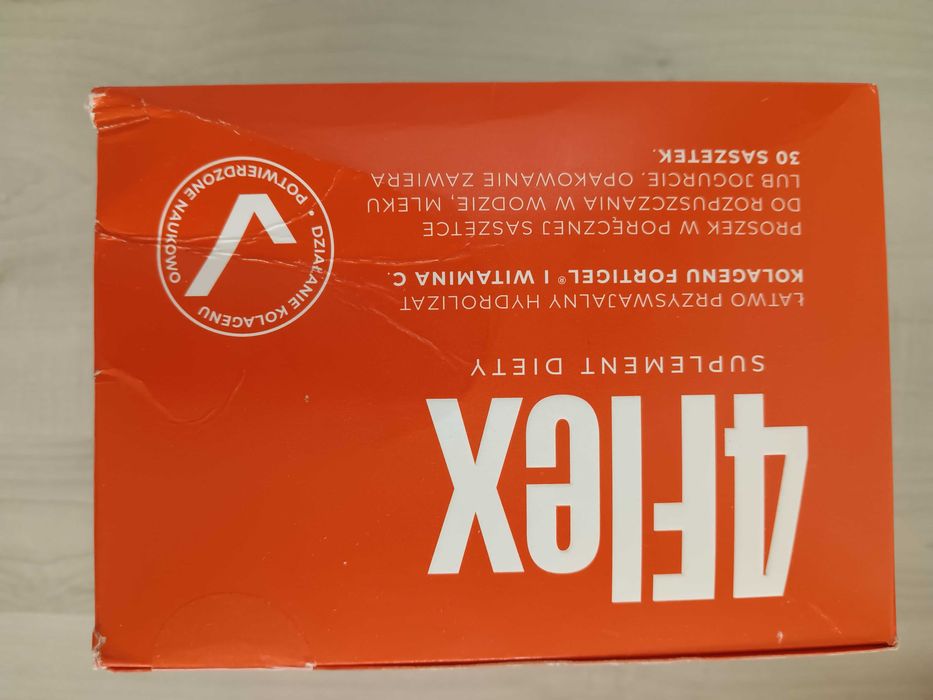 4Flex
SUPLEMENT DIETY
ŁATWO PRZYSWAJALNY HYDROLIZAT
KOLAGENU FORTIGEL® I WITAMINA C.
PROSZEK W PORĘCZNEJ SASZETCE
DO ROZPUSZCZANIA W WODZIE, MLEKU
LUB JOGURCIE. OPAKOWANIE ZAWIERA
30 SASZETEK.
DZIAŁANIE KOLAGENU • POTWIERDZONE NAUKOWO